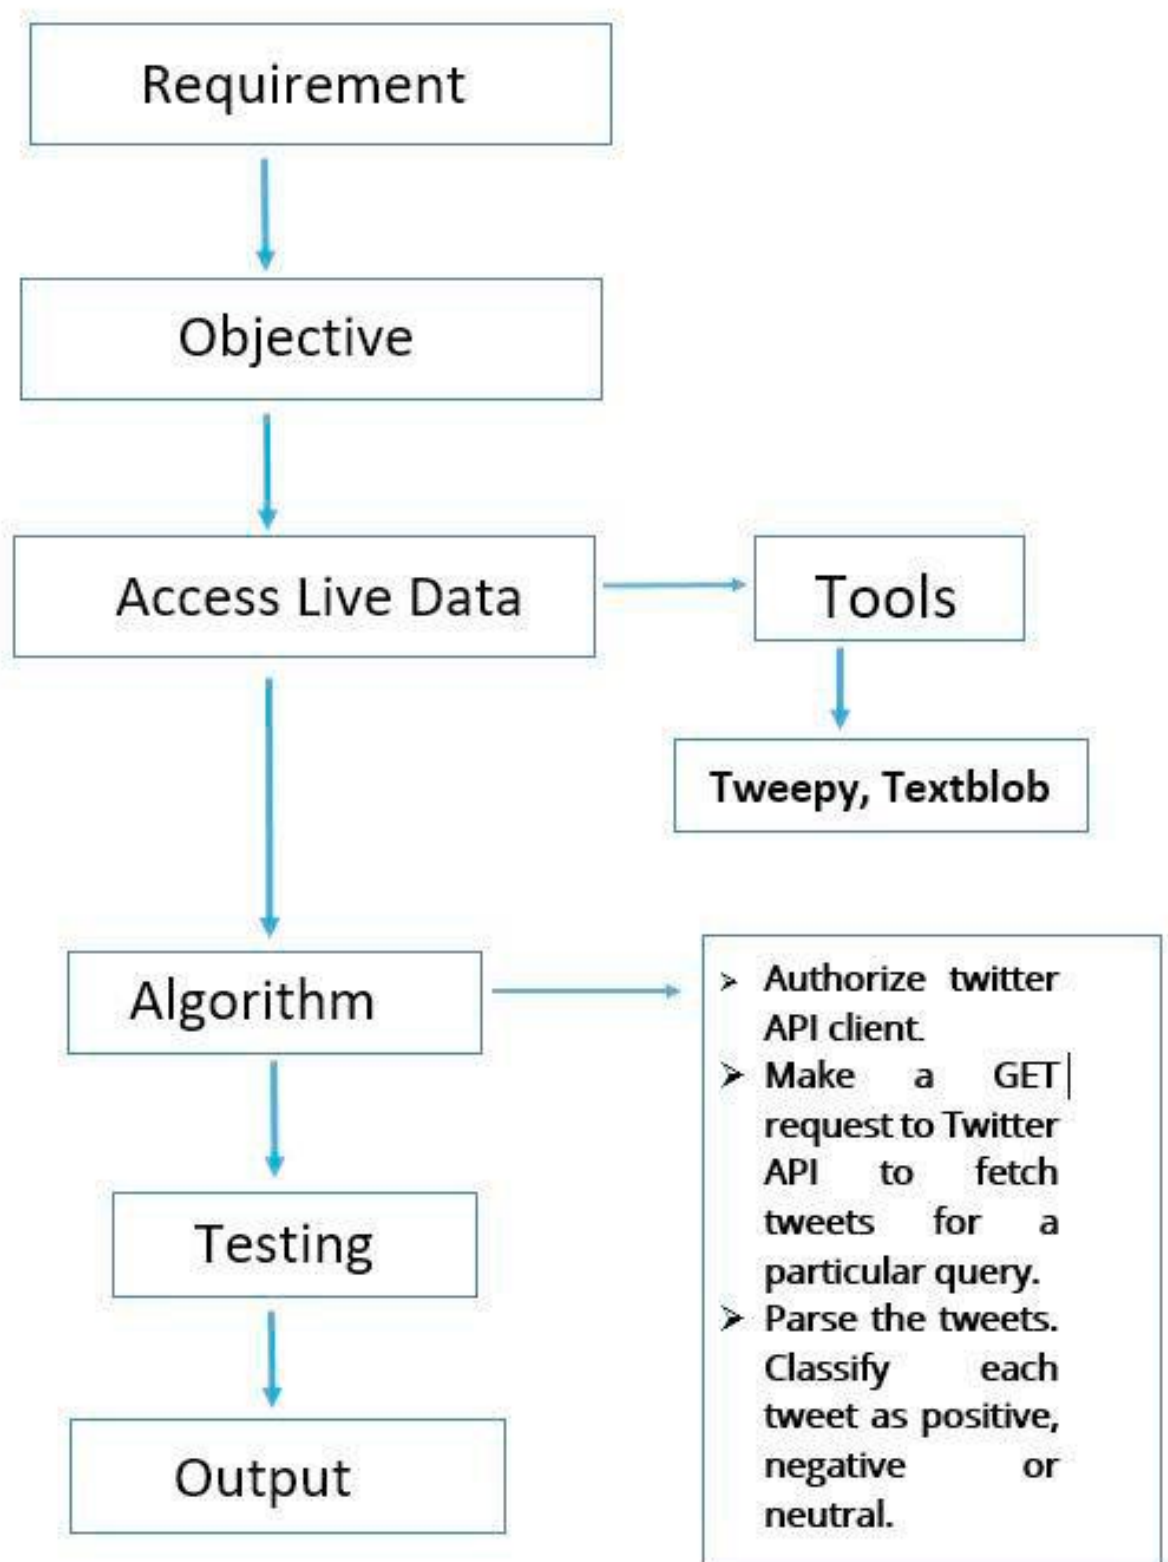 Requirement
Objective
Access Live Data
Tools
Tweepy, Textblob
Algorithm
➢ Authorize twitter
API client.
➢ Make a GET
request to Twitter
API to fetch
tweets for a
particular query.
➢ Parse the tweets.
Classify each
tweet as positive,
negative or
neutral.
Testing
Output